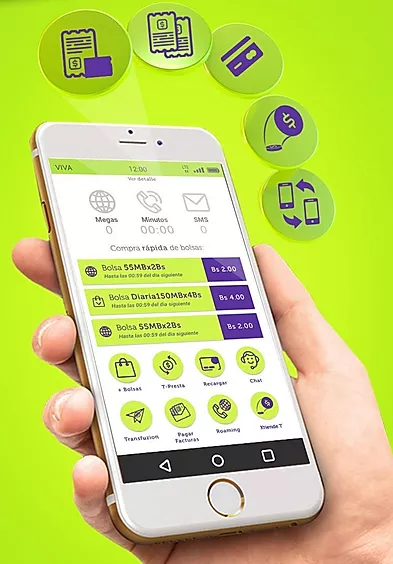 VIVA 12:00 LTE
Ver detalle
Megas Minutos SMS
0 00:00 0
Compra rápida de bolsas:
Bolsa 55MBx2Bs Bs 2.00
Hasta las 00:59 del día siguiente
Bolsa Diaria150MBx4Bs Bs 4.00
Hasta las 00:59 del día siguiente
Bolsa 55MBx2Bs Bs 2.00
Hasta las 00:59 del día siguiente
+ Bolsas T-Presta Recargar Chat
Transfuzion Pagar Facturas Roaming XtiendeT